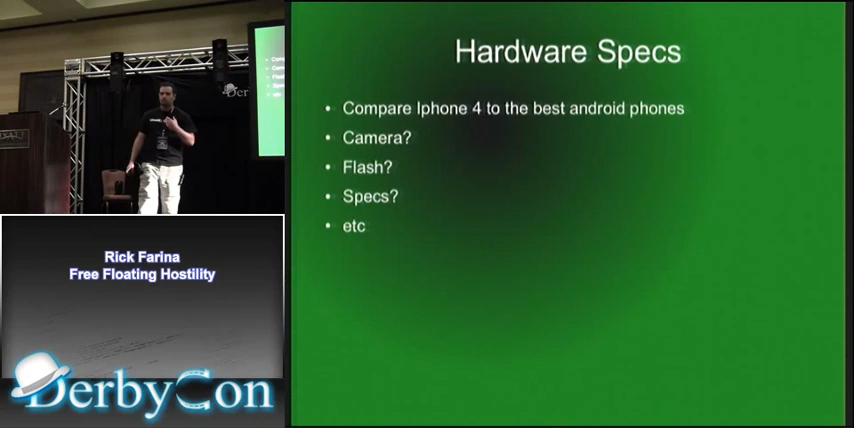 Hardware Specs
• Compare Iphone 4 to the best android phones
• Camera?
• Flash?
• Specs?
• etc
Rick Farina
Free Floating Hostility
DerbyCon